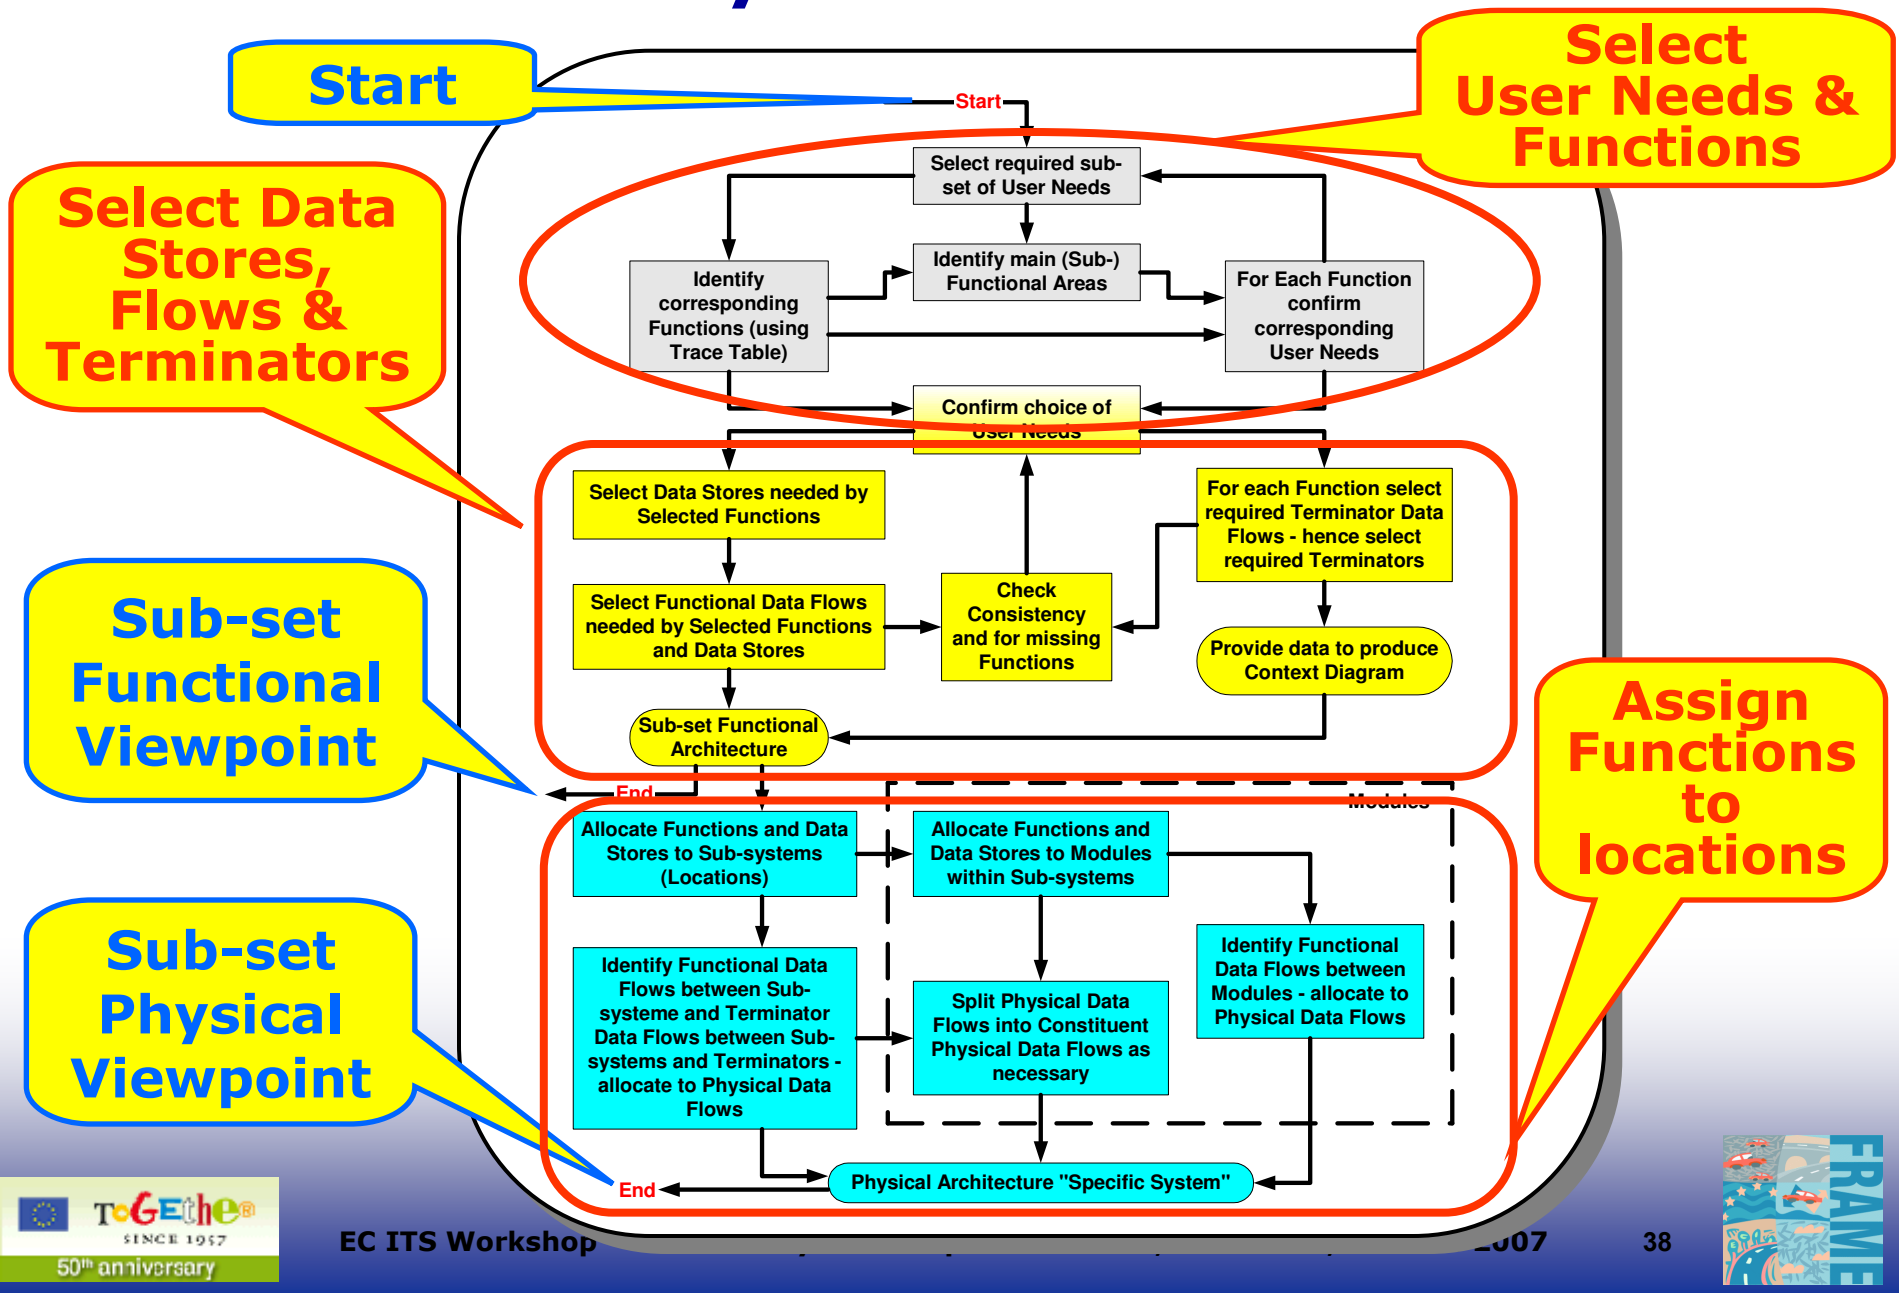 Start
Select
User Needs &
Functions
Start
Select required sub-
set of User Needs
Select Data
Stores,
Flows &
Terminators
Identify main (Sub-)
Functional Areas
Identify
corresponding
Functions (using
Trace Table)
For Each Function
confirm
corresponding
User Needs
Confirm choice of
User Needs
Select Data Stores needed by
Selected Functions
For each Function select
required Terminator Data
Flows - hence select
required Terminators
Sub-set
Functional
Viewpoint
Select Functional Data Flows
needed by Selected Functions
and Data Stores
Check
Consistency
and for missing
Functions
Provide data to produce
Context Diagram
Sub-set Functional
Architecture
Assign
Functions
to
locations
End
Modules
Allocate Functions and Data
Stores to Sub-systems
(Locations)
Allocate Functions and
Data Stores to Modules
within Sub-systems
Sub-set
Physical
Viewpoint
Identify Functional Data
Flows between Sub-
systeme and Terminator
Data Flows between Sub-
systems and Terminators -
allocate to Physical Data
Flows
Split Physical Data
Flows into Constituent
Physical Data Flows as
necessary
Identify Functional
Data Flows between
Modules - allocate to
Physical Data Flows
Physical Architecture "Specific System"
End
ToGEtheR
SINCE 1957
50th anniversary
EC ITS Workshop 2007
38
FRAME